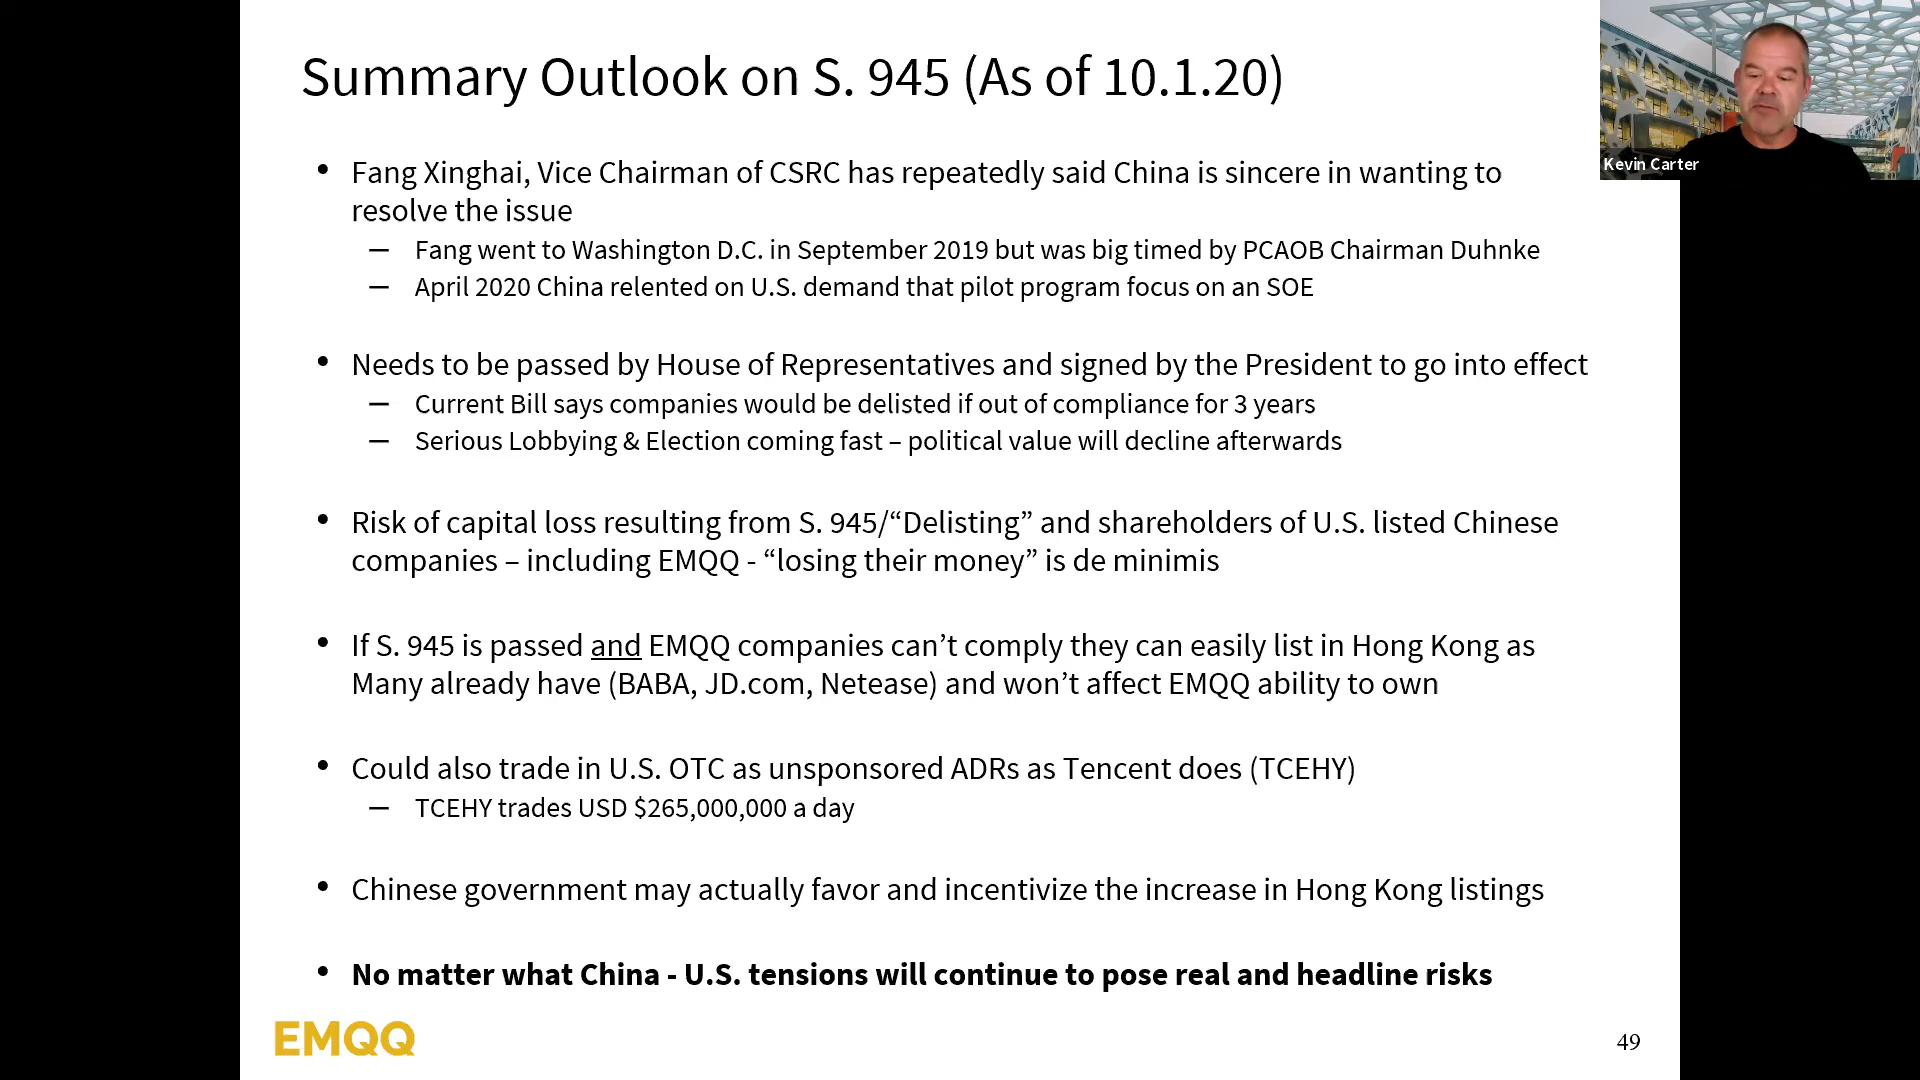 Summary Outlook on S. 945 (As of 10.1.20)
Kevin Carter
• Fang Xinghai, Vice Chairman of CSRC has repeatedly said China is sincere in wanting to
resolve the issue
— Fang went to Washington D.C. in September 2019 but was big timed by PCAOB Chairman Duhnke
— April 2020 China relented on U.S. demand that pilot program focus on an SOE
• Needs to be passed by House of Representatives and signed by the President to go into effect
— Current Bill says companies would be delisted if out of compliance for 3 years
— Serious Lobbying & Election coming fast – political value will decline afterwards
• Risk of capital loss resulting from S. 945/“Delisting” and shareholders of U.S. listed Chinese
companies – including EMQQ - “losing their money” is de minimis
• If S. 945 is passed and EMQQ companies can’t comply they can easily list in Hong Kong as
Many already have (BABA, JD.com, Netease) and won’t affect EMQQ ability to own
• Could also trade in U.S. OTC as unsponsored ADRs as Tencent does (TCEHY)
— TCEHY trades USD $265,000,000 a day
• Chinese government may actually favor and incentivize the increase in Hong Kong listings
• No matter what China - U.S. tensions will continue to pose real and headline risks
EMQQ
49